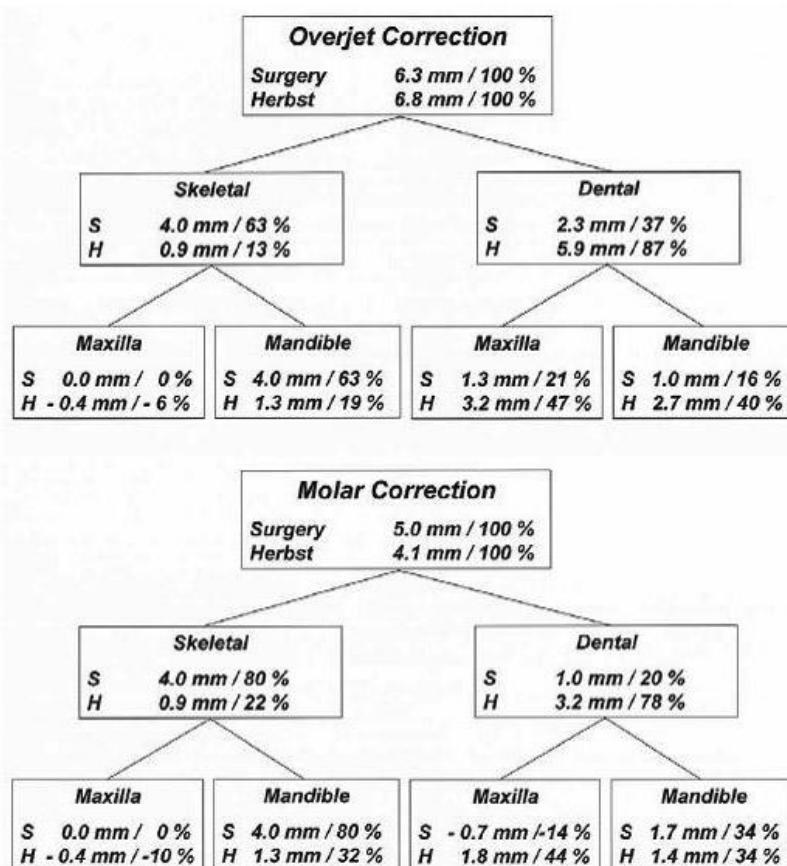 Overjet Correction
Surgery 6.3 mm / 100 %
Herbst 6.8 mm / 100 %
Skeletal
S 4.0 mm / 63 %
H 0.9 mm / 13 %
Dental
S 2.3 mm / 37 %
H 5.9 mm / 87 %
Maxilla
S 0.0 mm / 0 %
H - 0.4 mm / - 6 %
Mandible
S 4.0 mm / 63 %
H 1.3 mm / 19 %
Maxilla
S 1.3 mm / 21 %
H 3.2 mm / 47 %
Mandible
S 1.0 mm / 16 %
H 2.7 mm / 40 %
Molar Correction
Surgery 5.0 mm / 100 %
Herbst 4.1 mm / 100 %
Skeletal
S 4.0 mm / 80 %
H 0.9 mm / 22 %
Dental
S 1.0 mm / 20 %
H 3.2 mm / 78 %
Maxilla
S 0.0 mm / 0 %
H - 0.4 mm / -10 %
Mandible
S 4.0 mm / 80 %
H 1.3 mm / 32 %
Maxilla
S - 0.7 mm /-14 %
H 1.8 mm / 44 %
Mandible
S 1.7 mm / 34 %
H 1.4 mm / 34 %